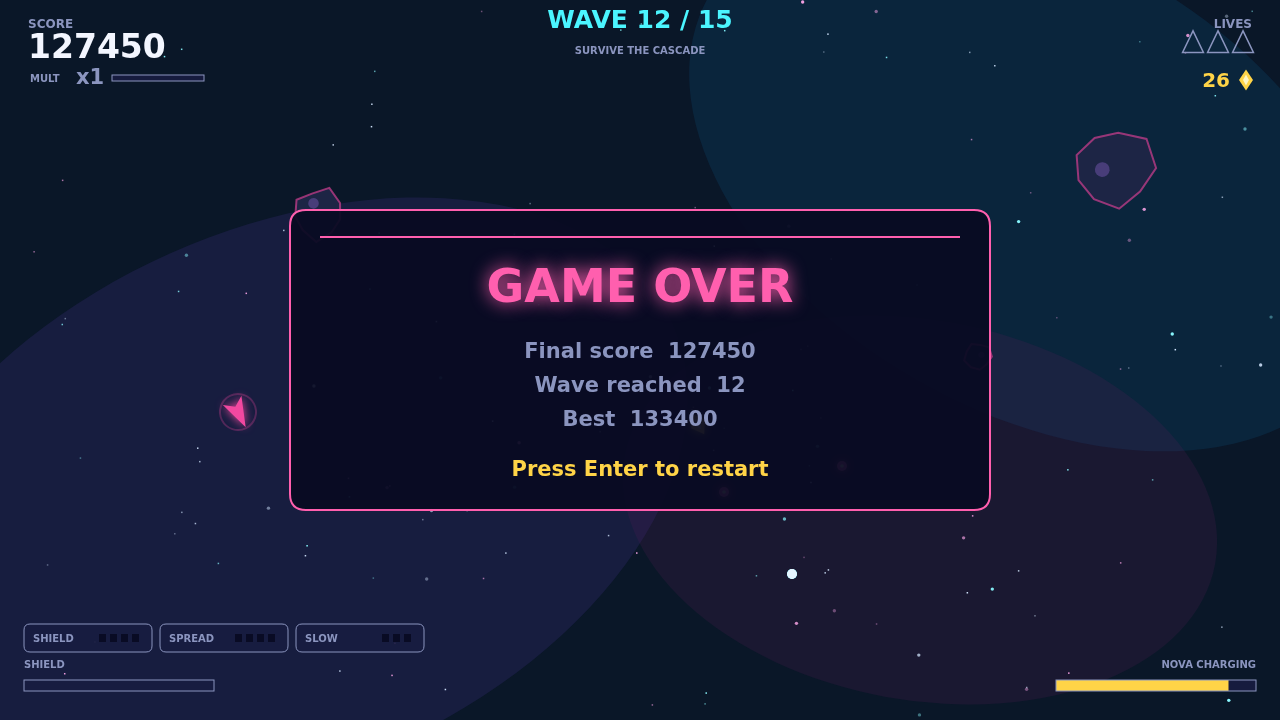 SCORE
127450
MULT x1
WAVE 12 / 15
SURVIVE THE CASCADE
LIVES
26
GAME OVER
Final score 127450
Wave reached 12
Best 133400
Press Enter to restart
SHIELD
SPREAD
SLOW
SHIELD
NOVA CHARGING